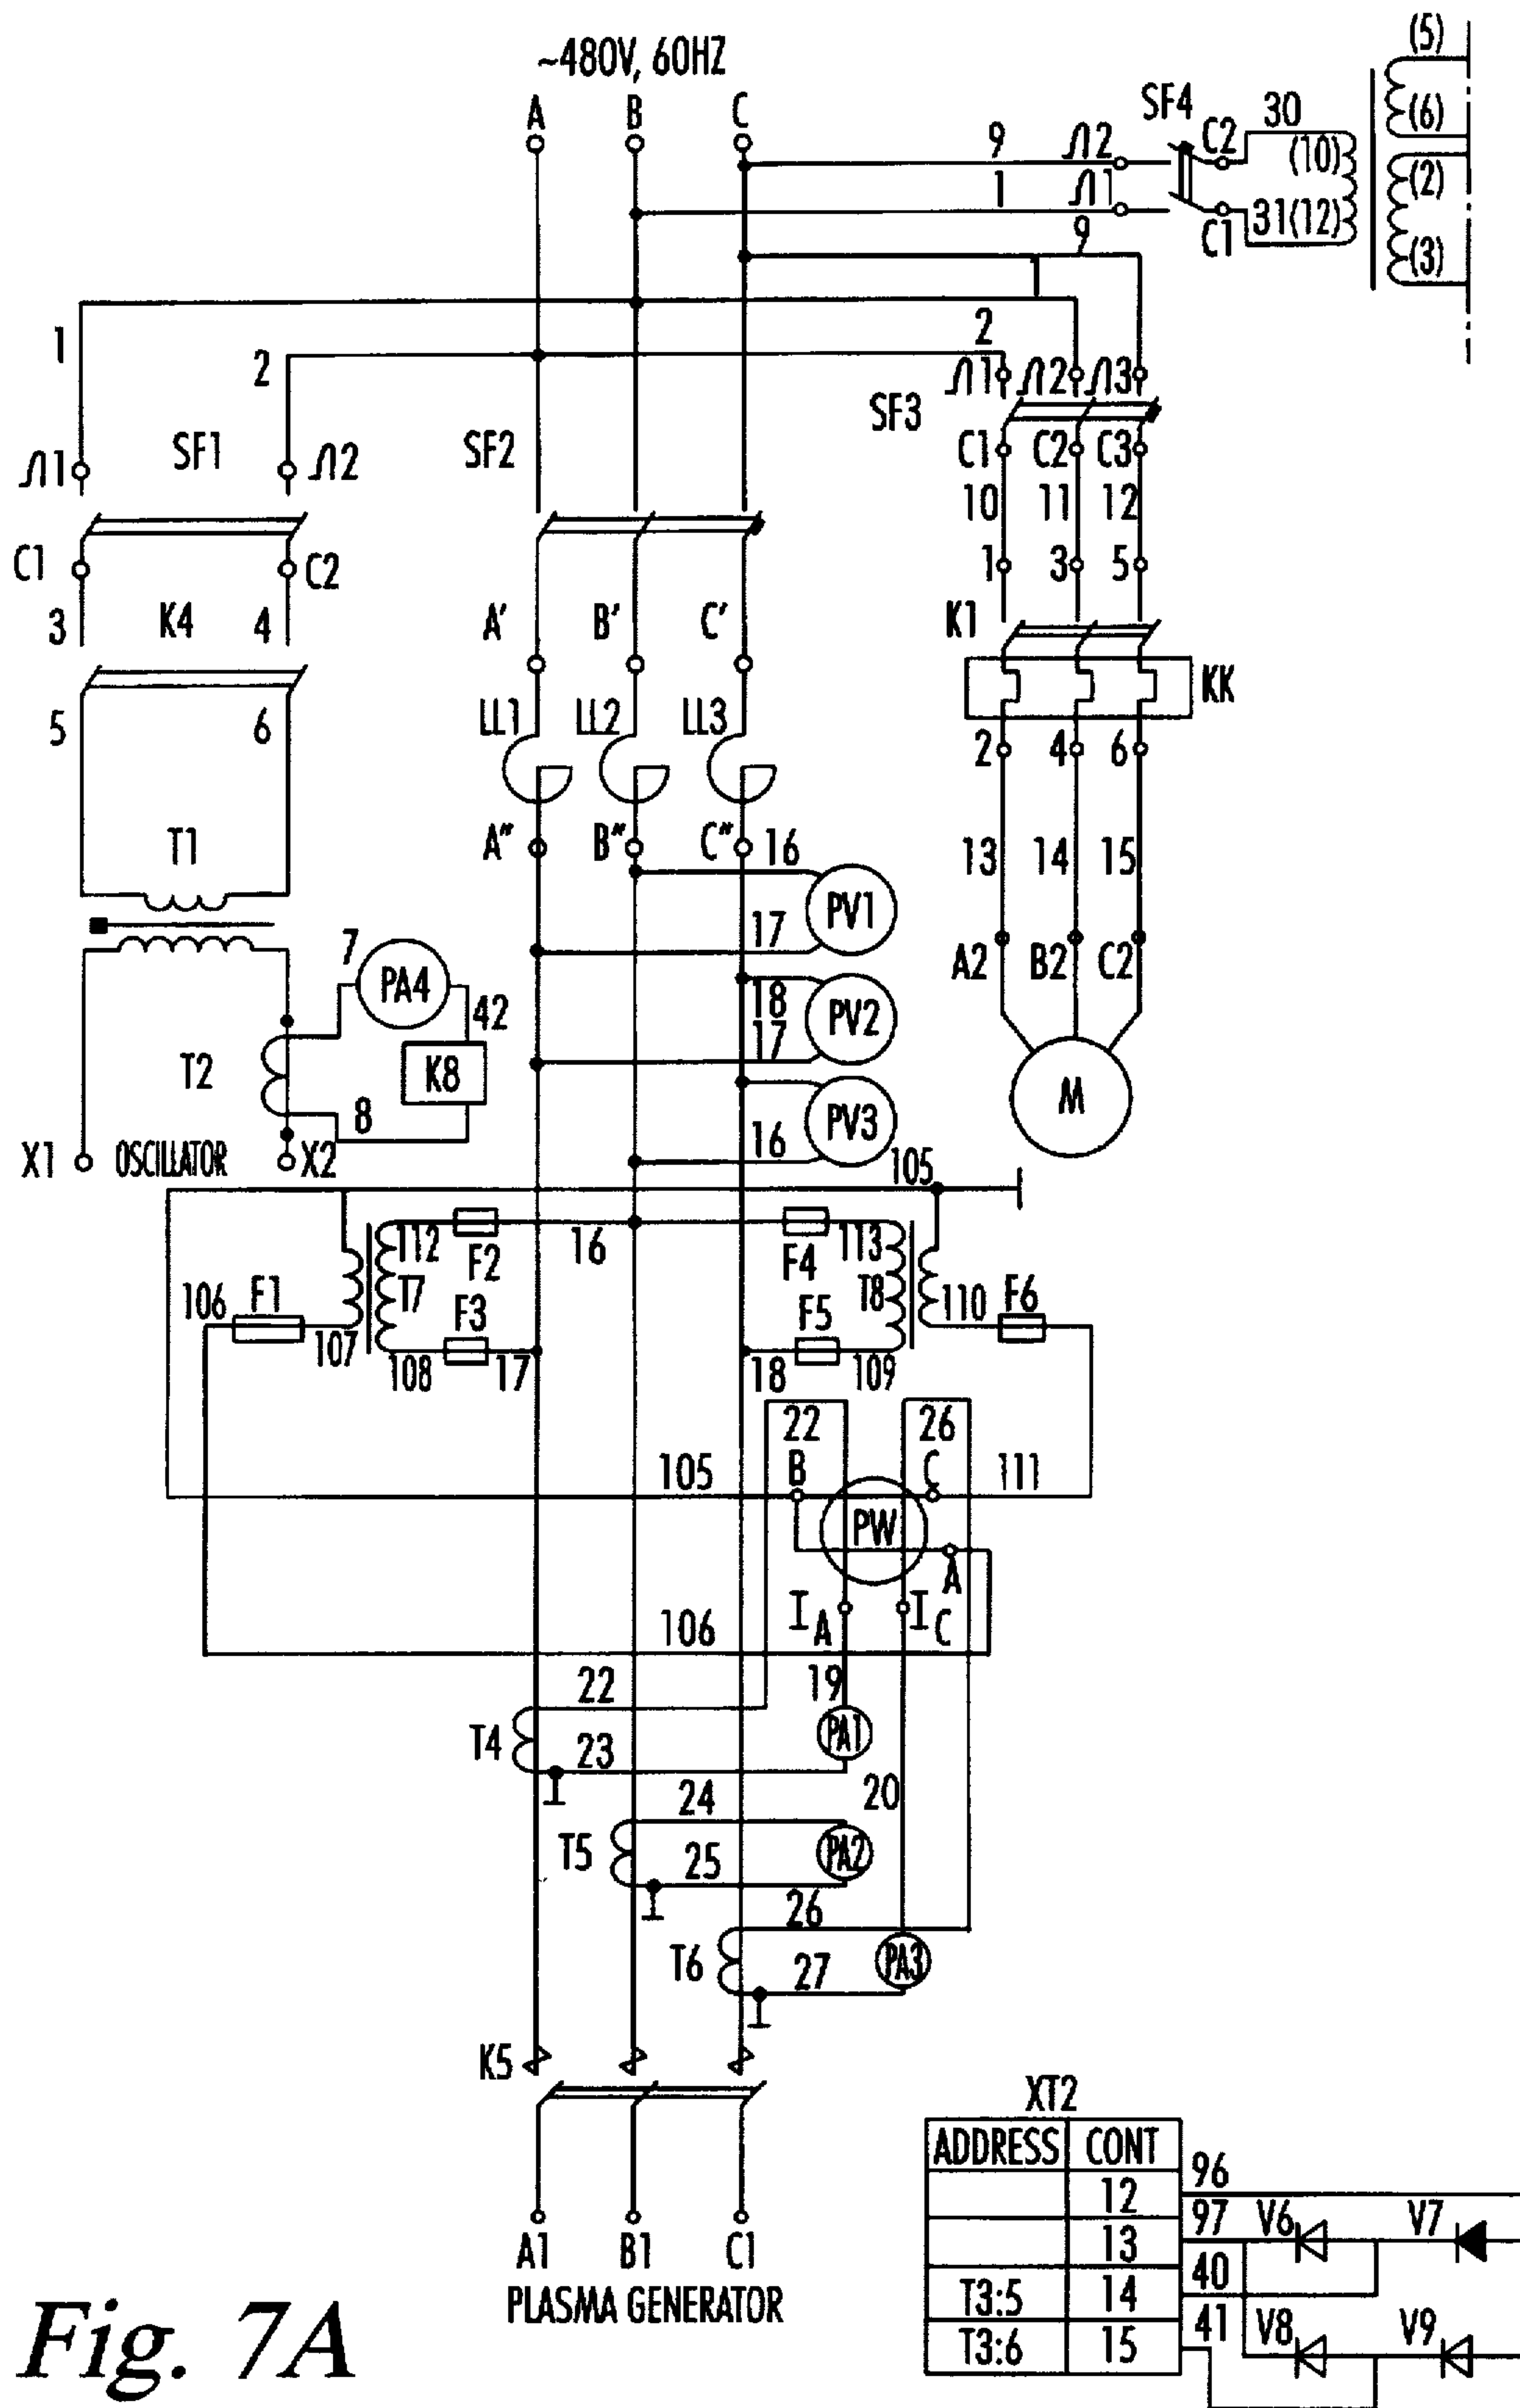 ~480V, 60HZ
A B C
SF4
(5)
(6)
(2)
(3)
9 Л2 C2 30 (10)
1 Л1 C1 31(12)
9
1 2 2
Л1 SF1 Л2
SF2
SF3
Л1 Л2 Л3
C1 C2 C3
10 11 12
1 3 5
C1 C2
3 K4 4
A' B' C'
K1
KK
5 6
LL1 LL2 LL3
2 4 6
T1
A" B" C" 16
17 PV1
13 14 15
A2 B2 C2
7 PA4
42
T2 K8
8
18
17 PV2
PV3
16
M
X1 OSCILLATOR X2
105
112 F2 16 F4 113
106 F1 107 T7 F3 F5 T8 110 F6
108 17 18 109
22 26
105 B C 111
PW
A
I A I C
106
22 19
T4 PA1
23
24 20
T5 PA2
25
26
T6 PA3
27
K5
A1 B1 C1
PLASMA GENERATOR
XT2
ADDRESS CONT
12 96
13 97 V6 V7
T3:5 14 40
T3:6 15 41 V8 V9
Fig. 7A